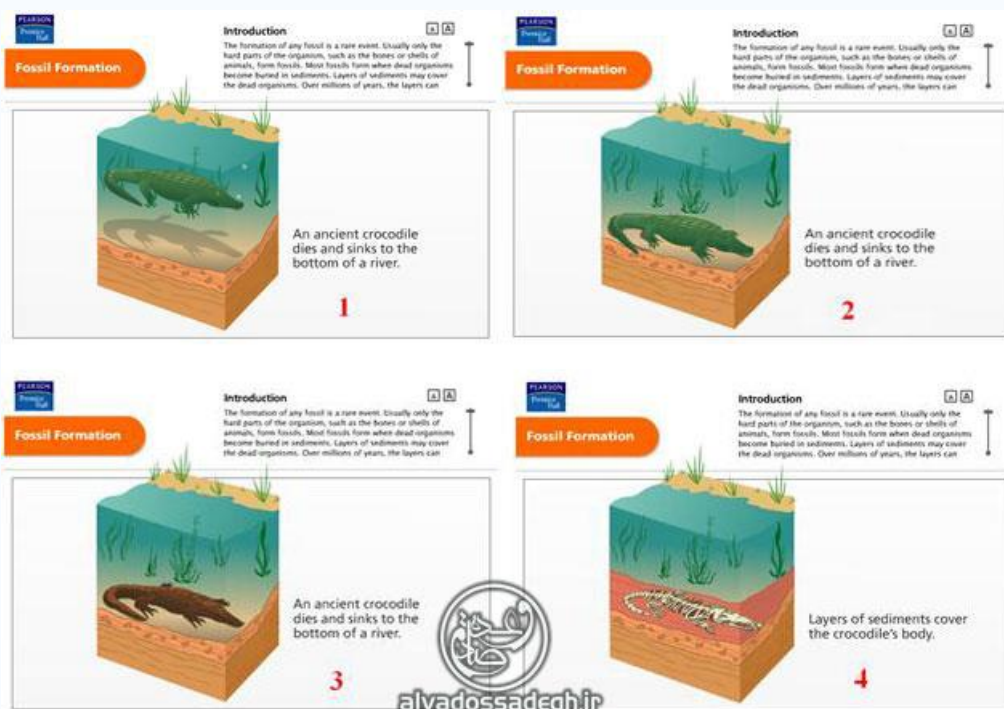 PEARSON
Prentice
Hall
Fossil Formation
Introduction
A A
The formation of any fossil is a rare event. Usually only the
hard parts of the organism, such as the bones or shells of
animals, form fossils. Most fossils form when dead organisms
become buried in sediments. Layers of sediments may cover
the dead organisms. Over millions of years, the layers can
An ancient crocodile
dies and sinks to the
bottom of a river.
1
PEARSON
Prentice
Hall
Fossil Formation
Introduction
A A
The formation of any fossil is a rare event. Usually only the
hard parts of the organism, such as the bones or shells of
animals, form fossils. Most fossils form when dead organisms
become buried in sediments. Layers of sediments may cover
the dead organisms. Over millions of years, the layers can
An ancient crocodile
dies and sinks to the
bottom of a river.
2
PEARSON
Prentice
Hall
Fossil Formation
Introduction
A A
The formation of any fossil is a rare event. Usually only the
hard parts of the organism, such as the bones or shells of
animals, form fossils. Most fossils form when dead organisms
become buried in sediments. Layers of sediments may cover
the dead organisms. Over millions of years, the layers can
An ancient crocodile
dies and sinks to the
bottom of a river.
3
PEARSON
Prentice
Hall
Fossil Formation
Introduction
A A
The formation of any fossil is a rare event. Usually only the
hard parts of the organism, such as the bones or shells of
animals, form fossils. Most fossils form when dead organisms
become buried in sediments. Layers of sediments may cover
the dead organisms. Over millions of years, the layers can
Layers of sediments cover
the crocodile's body.
4
alvadossadegh.ir